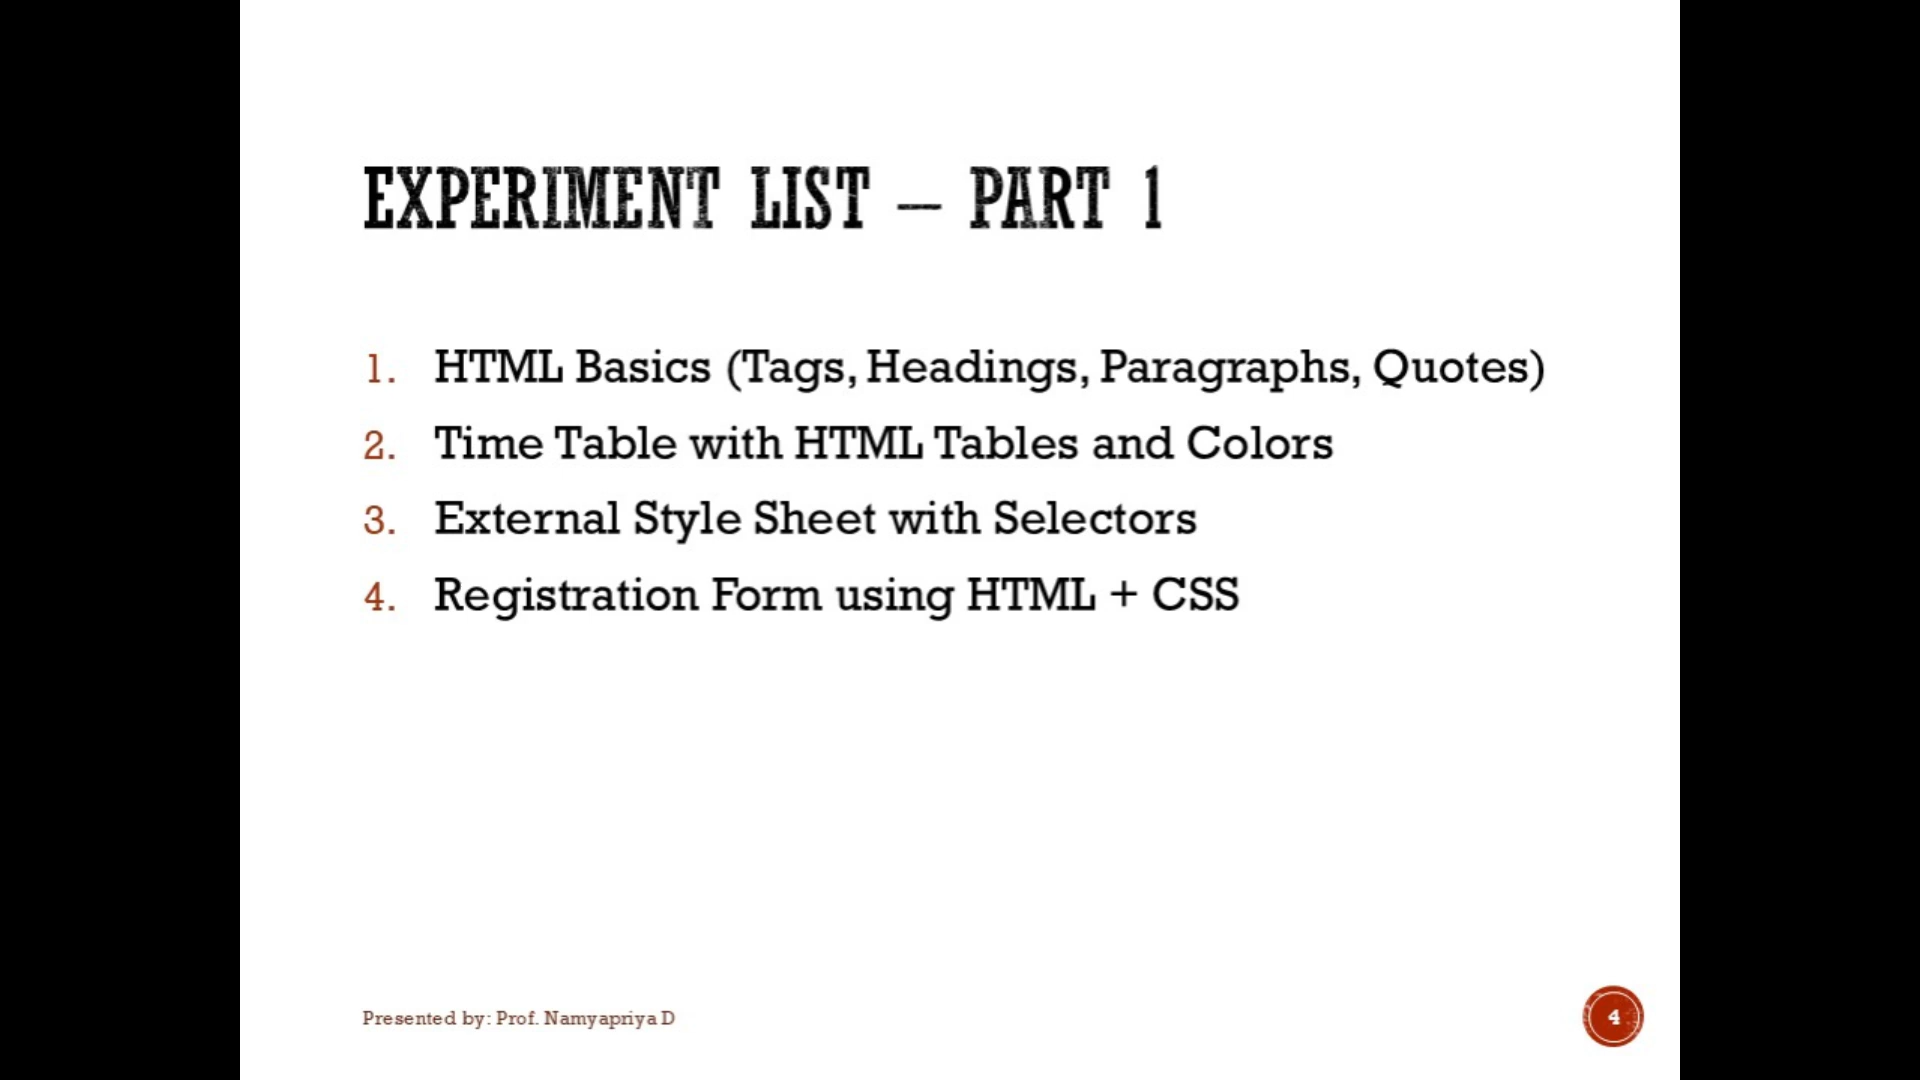 EXPERIMENT LIST – PART 1
1. HTML Basics (Tags, Headings, Paragraphs, Quotes)
2. Time Table with HTML Tables and Colors
3. External Style Sheet with Selectors
4. Registration Form using HTML + CSS
Presented by: Prof. Namyapriya D
4